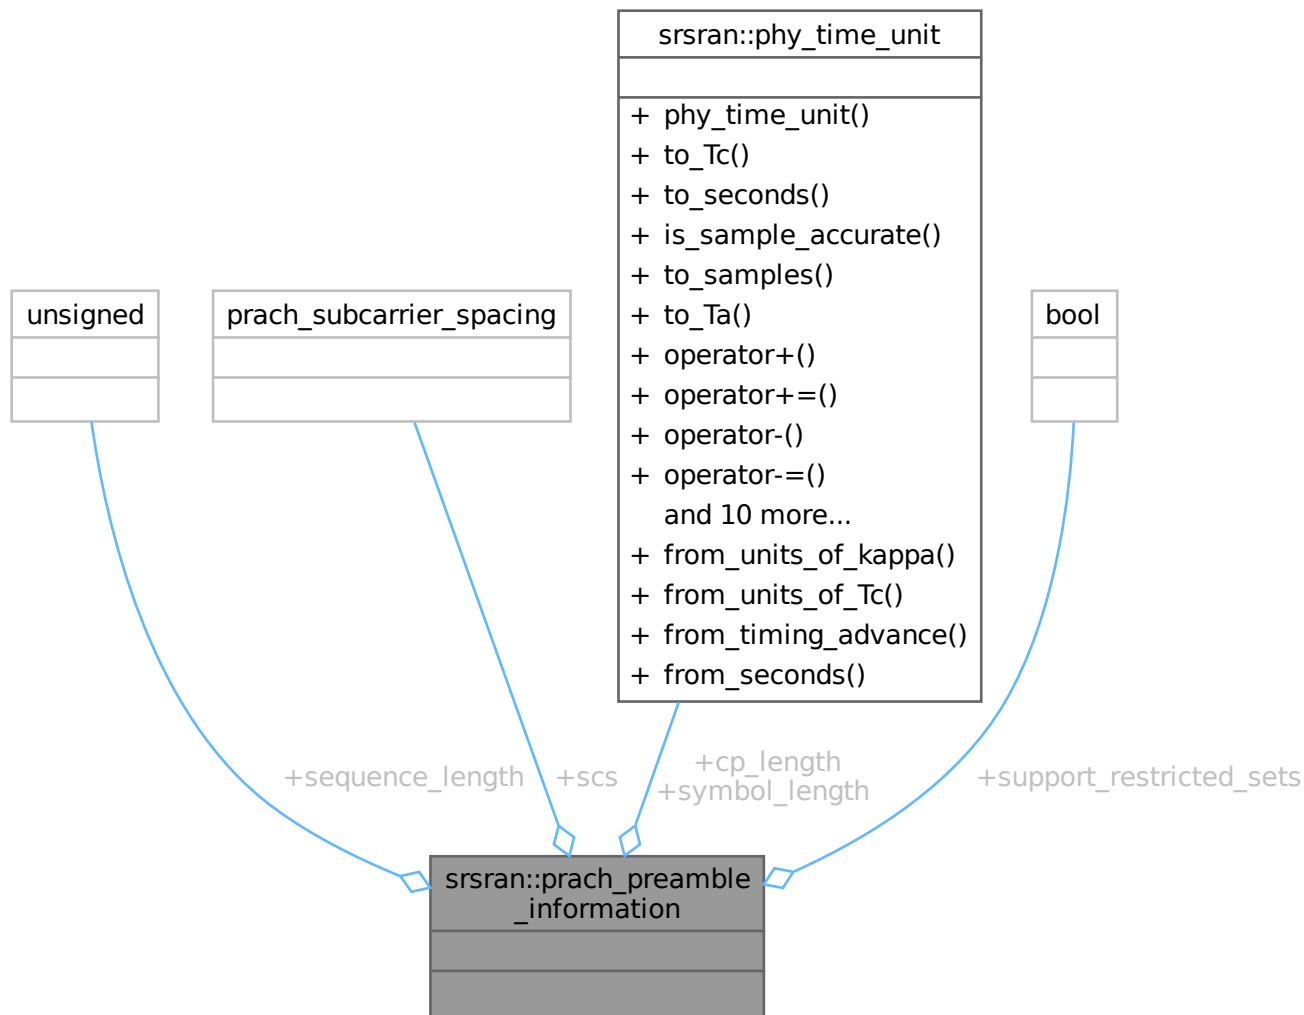 srsran::phy_time_unit
+ phy_time_unit()
+ to_Tc()
+ to_seconds()
+ is_sample_accurate()
+ to_samples()
+ to_Ta()
+ operator+()
+ operator+=()
+ operator-()
+ operator-=()
and 10 more...
+ from_units_of_kappa()
+ from_units_of_Tc()
+ from_timing_advance()
+ from_seconds()
unsigned
prach_subcarrier_spacing
bool
+sequence_length
+scs
+cp_length
+symbol_length
+support_restricted_sets
srsran::prach_preamble
_information